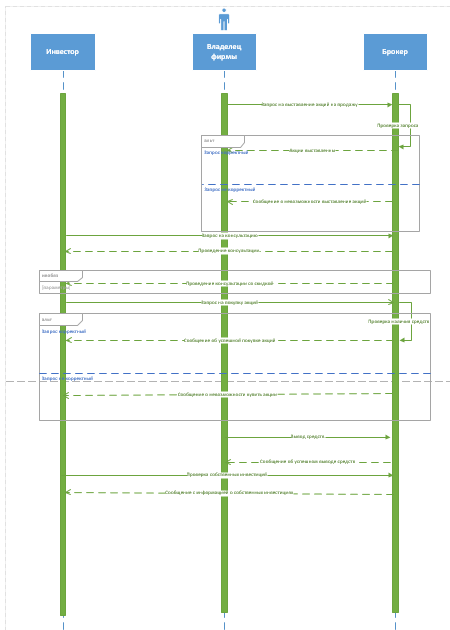 Инвестор
Владелец
фирмы
Брокер
Запрос на выставление акций на продажу
Проверка запроса
альт
Запрос корректный
Акции выставленны
Запрос некорректный
Сообщение о невозможности выставления акций
Запрос на консультацию
Проведение консультации
Проведение консультации со скидкой
Запрос на покупку акций
альт
Проверка наличия средств
Запрос корректный
Сообщение об успешной покупке акций
Запрос некорректный
Сообщение о невозможности купить акции
Вывод средств
Сообщение об успешном выводе средств
Проверка собственных инвестиций
Сообщение с информацией о собственных инвестициях